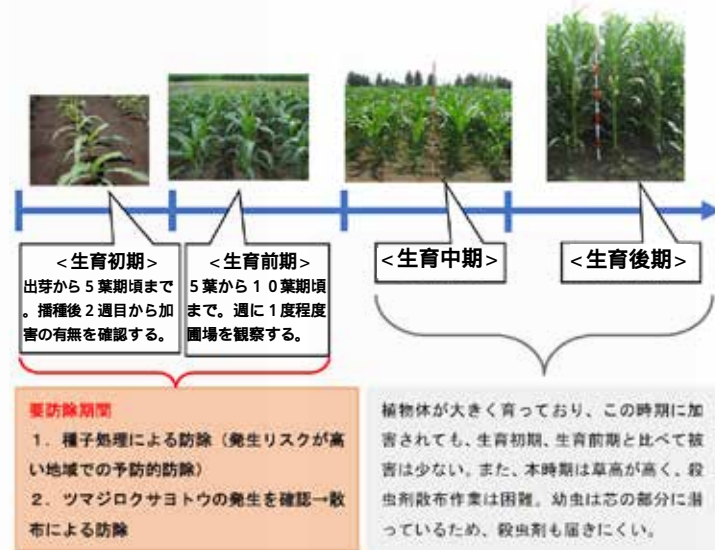 <生育初期>
出芽から5葉期頃まで
。播種後2週目から加
害の有無を確認する。
<生育前期>
5葉から10葉期頃
まで。週に1度程度
圃場を観察する。
<生育中期>
<生育後期>
要防除期間
1. 種子処理による防除（発生リスクが高
い地域での予防的防除）
2. ツマジロクサヨトウの発生を確認→散
布による防除
植物体が大きく育っており、この時期に加
害されても、生育初期、生育前期と比べて被
害は少ない。また、本時期は草高が高く、殺
虫剤散布作業は困難。幼虫は芯の部分に潜
っているため、殺虫剤も届きにくい。